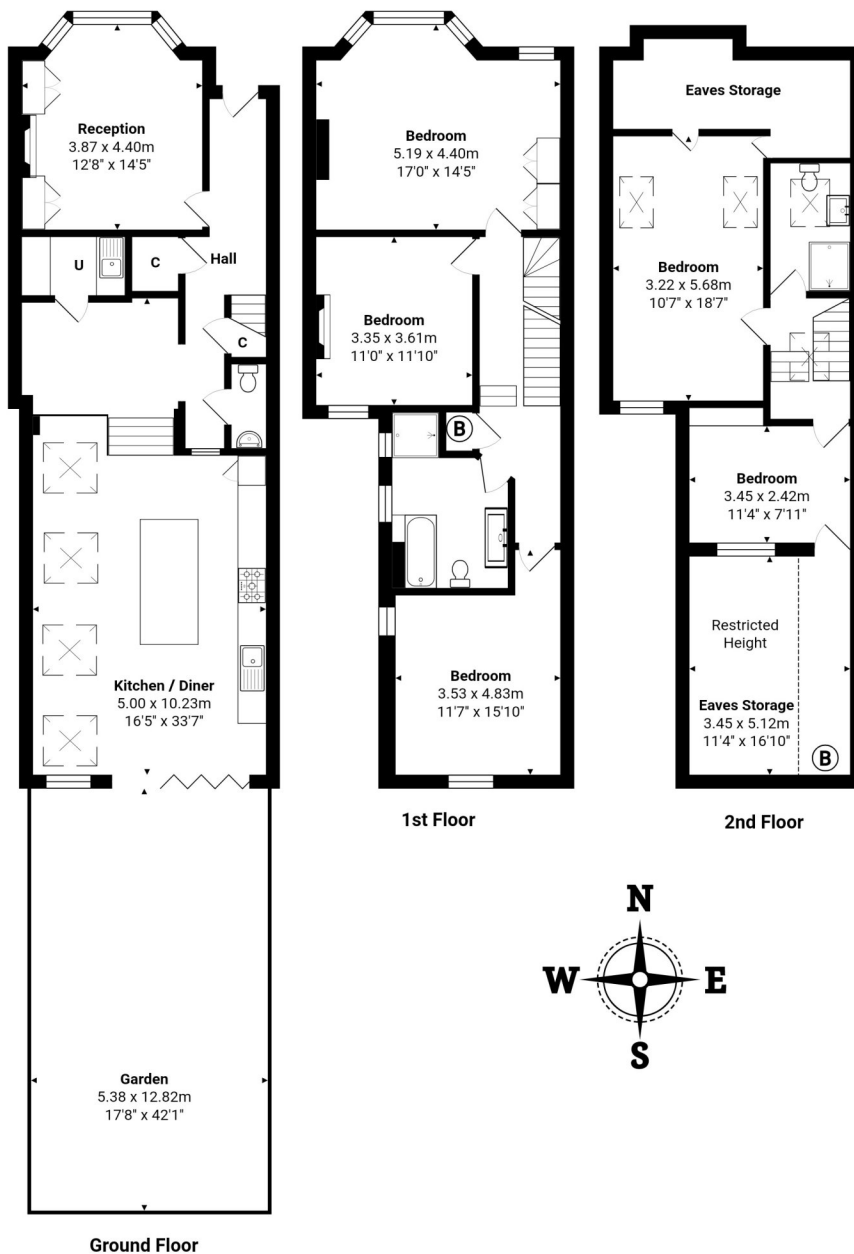 Reception
3.87 x 4.40m
12'8" x 14'5"
U
C
Hall
C
Kitchen / Diner
5.00 x 10.23m
16'5" x 33'7"
Garden
5.38 x 12.82m
17'8" x 42'1"
Ground Floor
Bedroom
5.19 x 4.40m
17'0" x 14'5"
Bedroom
3.35 x 3.61m
11'0" x 11'10"
B
Bedroom
3.53 x 4.83m
11'7" x 15'10"
1st Floor
Eaves Storage
Bedroom
3.22 x 5.68m
10'7" x 18'7"
Bedroom
3.45 x 2.42m
11'4" x 7'11"
Restricted
Height
Eaves Storage
3.45 x 5.12m
11'4" x 16'10"
B
2nd Floor
N
W E
S